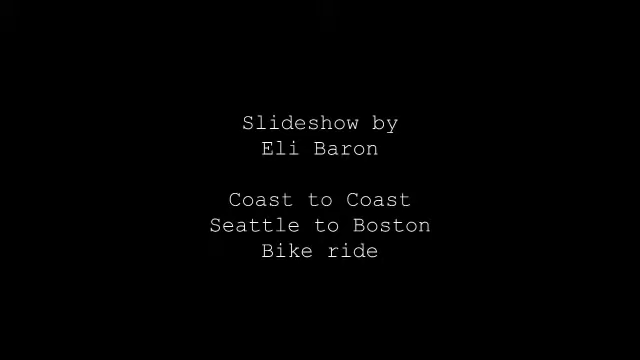 Slideshow by
Eli Baron
Coast to Coast
Seattle to Boston
Bike ride